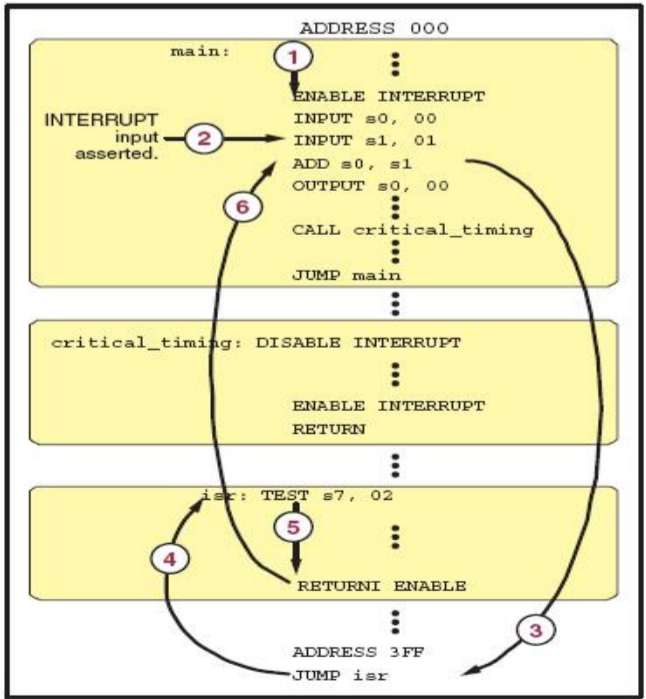 ADDRESS 000
main:
1
ENABLE INTERRUPT
INPUT s0, 00
INTERRUPT
input
asserted.
2
INPUT s1, 01
ADD s0, s1
OUTPUT s0, 00
6
CALL critical_timing
JUMP main
critical_timing: DISABLE INTERRUPT
ENABLE INTERRUPT
RETURN
isr: TEST s7, 02
5
4
RETURNI ENABLE
3
ADDRESS 3FF
JUMP isr